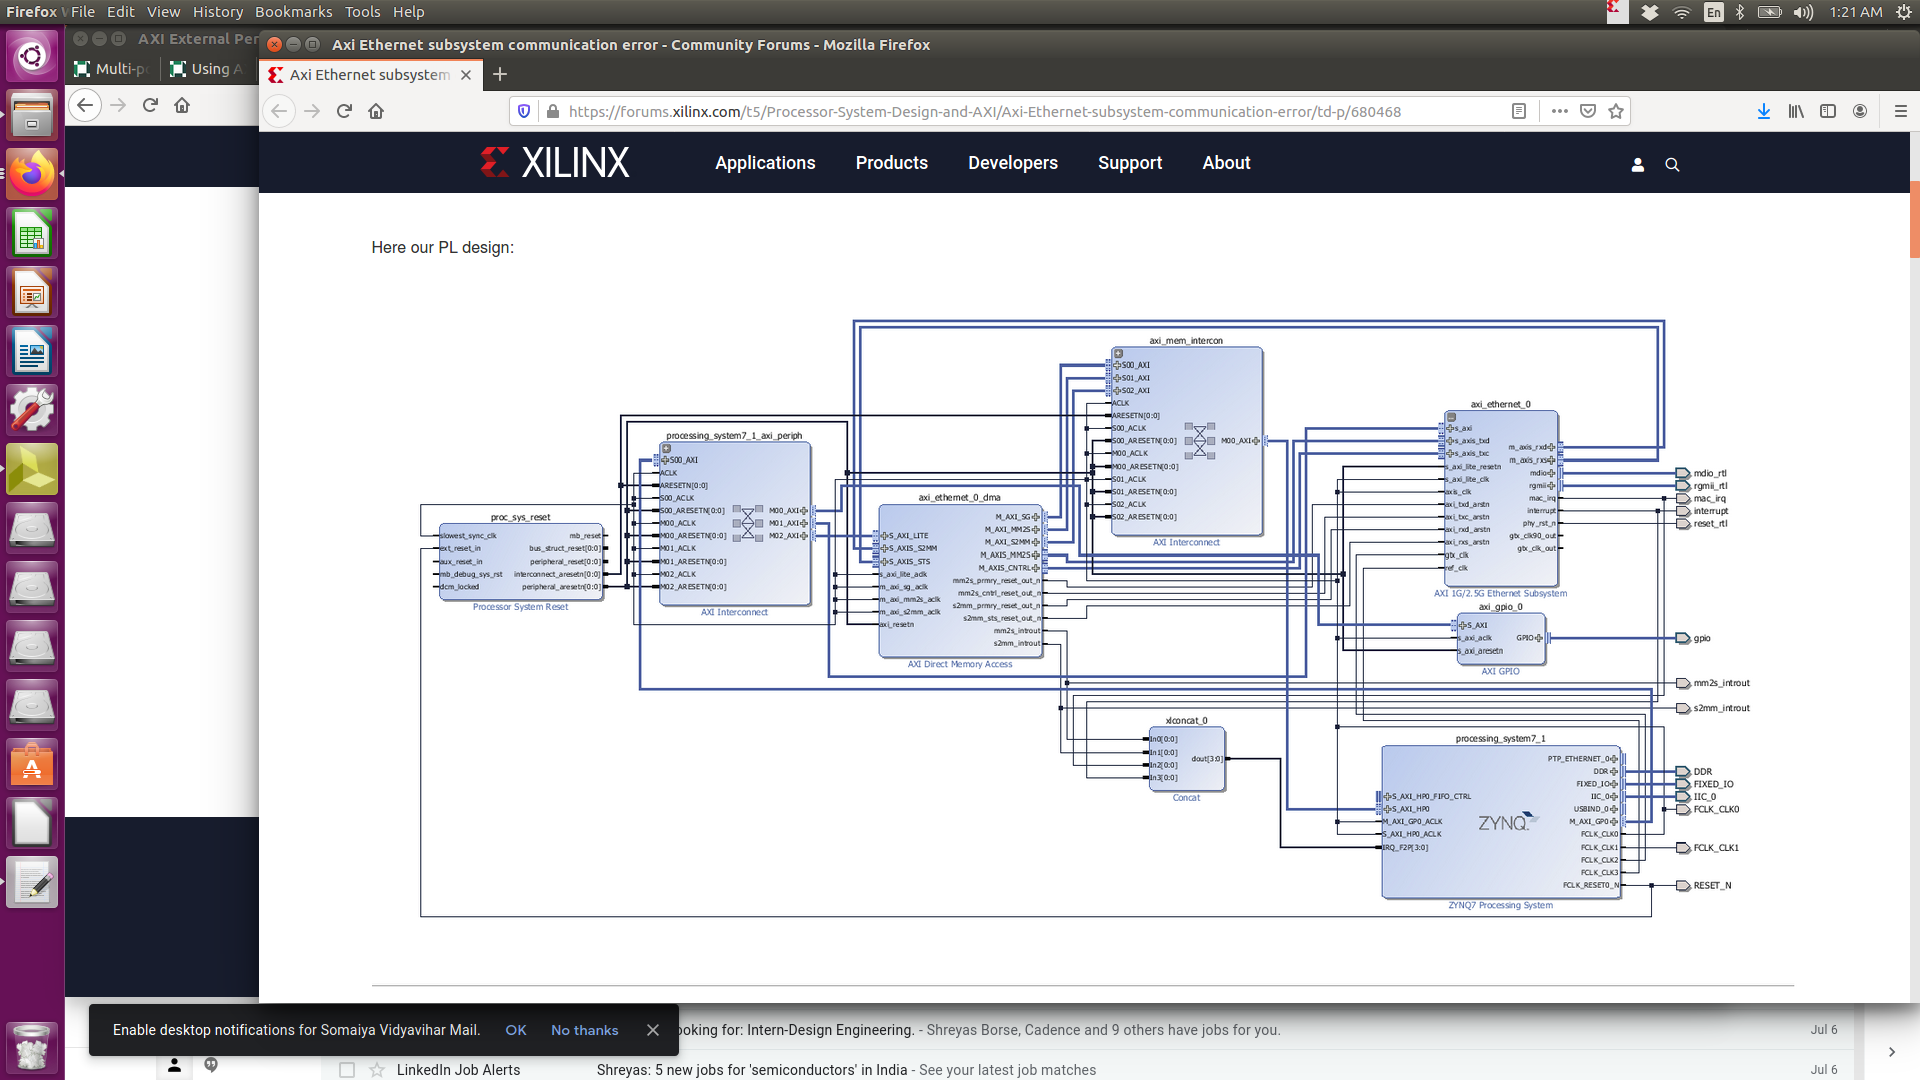 Firefox W File Edit View History Bookmarks Tools Help
En 1:21 AM
AXI External Per
Axi Ethernet subsystem communication error - Community Forums - Mozilla Firefox
Multi-p Using A
Axi Ethernet subsystem
https://forums.xilinx.com/t5/Processor-System-Design-and-AXI/Axi-Ethernet-subsystem-communication-error/td-p/680468
XILINX Applications Products Developers Support About
Here our PL design:
axi_mem_intercon
S00_AXI
S01_AXI
S02_AXI
ACLK
ARESETN[0:0]
S00_ACLK
S00_ARESETN[0:0]
M00_ACLK
M00_ARESETN[0:0]
S01_ACLK
S01_ARESETN[0:0]
S02_ACLK
S02_ARESETN[0:0]
M00_AXI
AXI Interconnect
axi_ethernet_0
s_axi
s_axis_txd
s_axis_txc
s_axi_lite_resetn
s_axi_lite_clk
axis_clk
axi_txd_arstn
axi_txc_arstn
axi_rxd_arstn
axi_rxs_arstn
gtx_clk
ref_clk
m_axis_rxd
m_axis_rxs
mdio
rgmii
mac_irq
interrupt
phy_rst_n
gtx_clk90_out
gtx_clk_out
AXI 1G/2.5G Ethernet Subsystem
mdio_rtl
rgmii_rtl
mac_irq
interrupt
reset_rtl
processing_system7_1_axi_periph
S00_AXI
ACLK
ARESETN[0:0]
S00_ACLK
S00_ARESETN[0:0]
M00_ACLK
M00_ARESETN[0:0]
M01_ACLK
M01_ARESETN[0:0]
M02_ACLK
M02_ARESETN[0:0]
M00_AXI
M01_AXI
M02_AXI
AXI Interconnect
proc_sys_reset
slowest_sync_clk
ext_reset_in
aux_reset_in
mb_debug_sys_rst
dcm_locked
mb_reset
bus_struct_reset[0:0]
peripheral_reset[0:0]
interconnect_aresetn[0:0]
peripheral_aresetn[0:0]
Processor System Reset
axi_ethernet_0_dma
S_AXI_LITE
S_AXIS_S2MM
S_AXIS_STS
s_axi_lite_aclk
m_axi_sg_aclk
m_axi_mm2s_aclk
m_axi_s2mm_aclk
axi_resetn
M_AXI_SG
M_AXI_MM2S
M_AXI_S2MM
M_AXIS_MM2S
M_AXIS_CNTRL
mm2s_prmry_reset_out_n
mm2s_cntrl_reset_out_n
s2mm_prmry_reset_out_n
s2mm_sts_reset_out_n
mm2s_introut
s2mm_introut
AXI Direct Memory Access
axi_gpio_0
S_AXI
s_axi_aclk
s_axi_aresetn
GPIO
AXI GPIO
gpio
mm2s_introut
s2mm_introut
xlconcat_0
In0[0:0]
In1[0:0]
In2[0:0]
In3[0:0]
dout[3:0]
Concat
processing_system7_1
S_AXI_HP0_FIFO_CTRL
S_AXI_HP0
M_AXI_GP0_ACLK
S_AXI_HP0_ACLK
IRQ_F2P[3:0]
ZYNQ
PTP_ETHERNET_0
DDR
FIXED_IO
IIC_0
USBIND_0
M_AXI_GP0
FCLK_CLK0
FCLK_CLK1
FCLK_CLK2
FCLK_CLK3
FCLK_RESET0_N
ZYNQ7 Processing System
DDR
FIXED_IO
IIC_0
FCLK_CLK0
FCLK_CLK1
RESET_N
Enable desktop notifications for Somaiya Vidyavihar Mail. OK No thanks
ooking for: Intern-Design Engineering. - Shreyas Borse, Cadence and 9 others have jobs for you. Jul 6
LinkedIn Job Alerts Shreyas: 5 new jobs for 'semiconductors' in India - See your latest job matches Jul 6